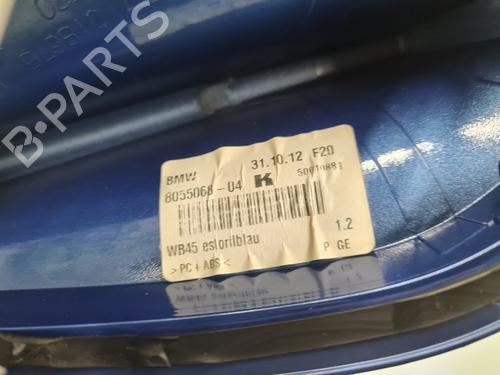 B-PARTS
BMW 31.10.12 F20
8055068-04 K 50010881
WB45 estorilblau 1.2
>PC+ABS< P GE